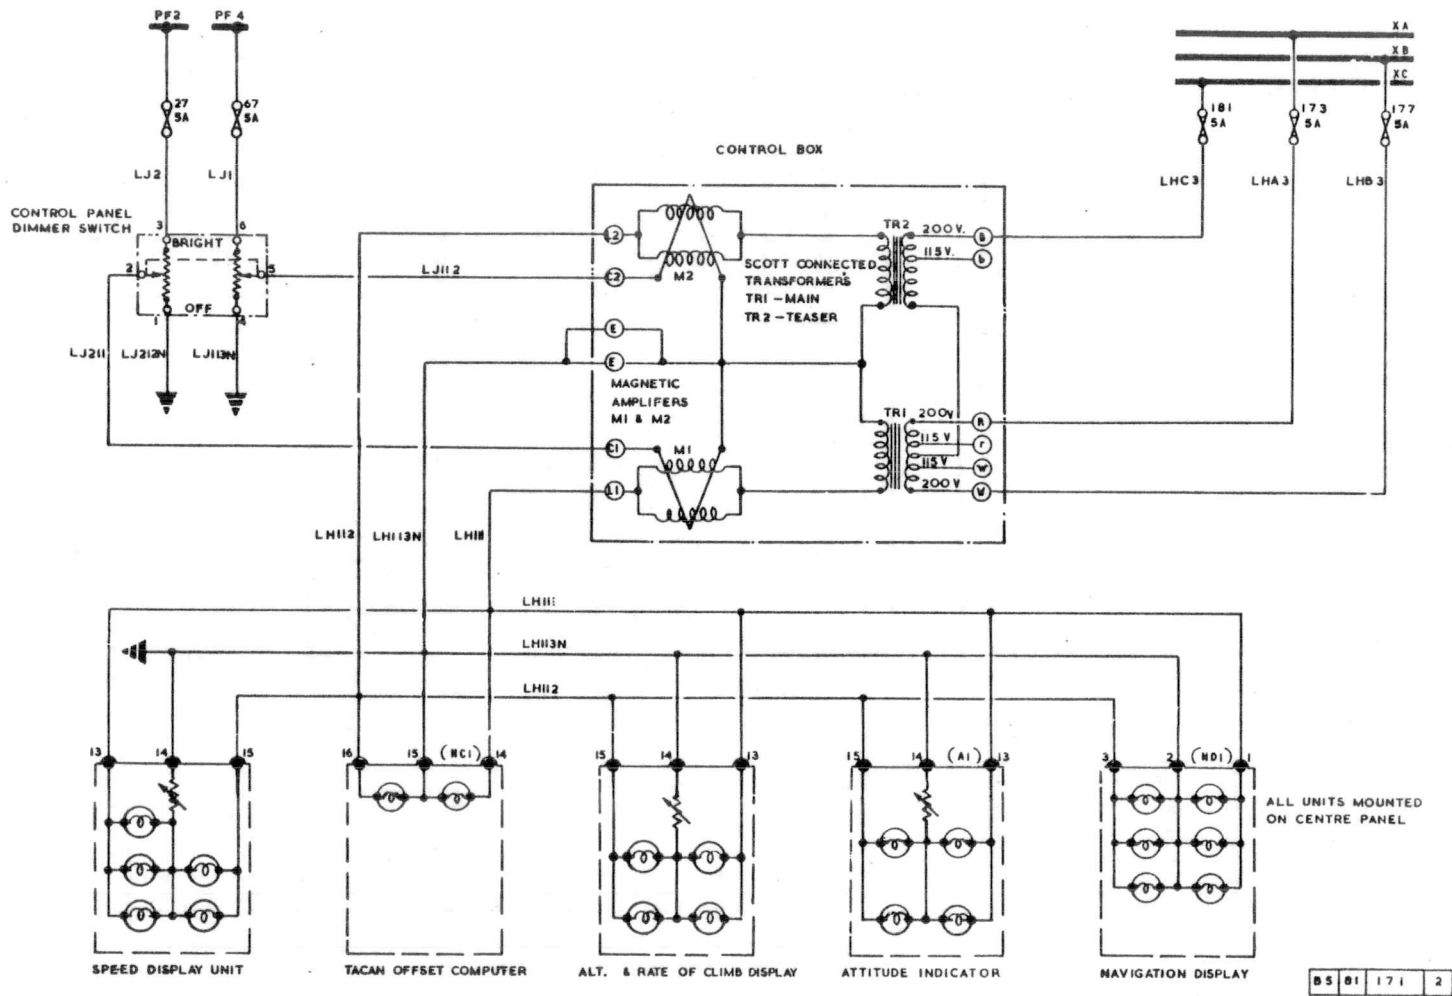 PF2
PF4
XA
XB
XC
27
5A
67
5A
181
5A
173
5A
177
5A
CONTROL BOX
LJ2
LJ1
LHC3
LHA3
LHB3
CONTROL PANEL
DIMMER SWITCH
3
6
BRIGHT
2
5
OFF
1
4
LJ211
LJ212N
LJ113N
LJ112
L2
C2
M2
TR2
200V.
B
115V.
b
SCOTT CONNECTED
TRANSFORMERS
TR1 - MAIN
TR2 - TEASER
E
E
MAGNETIC
AMPLIFERS
M1 & M2
C1
M1
L1
TR1
200V
R
115V
r
115V
w
200V
W
LH112
LH113N
LH111
LH111
LH113N
LH112
13
14
15
16
15
(NC1)
14
15
14
13
15
14
(A1)
13
3
2
(ND1)
1
ALL UNITS MOUNTED
ON CENTRE PANEL
SPEED DISPLAY UNIT
TACAN OFFSET COMPUTER
ALT. & RATE OF CLIMB DISPLAY
ATTITUDE INDICATOR
NAVIGATION DISPLAY
BS 81 171 2